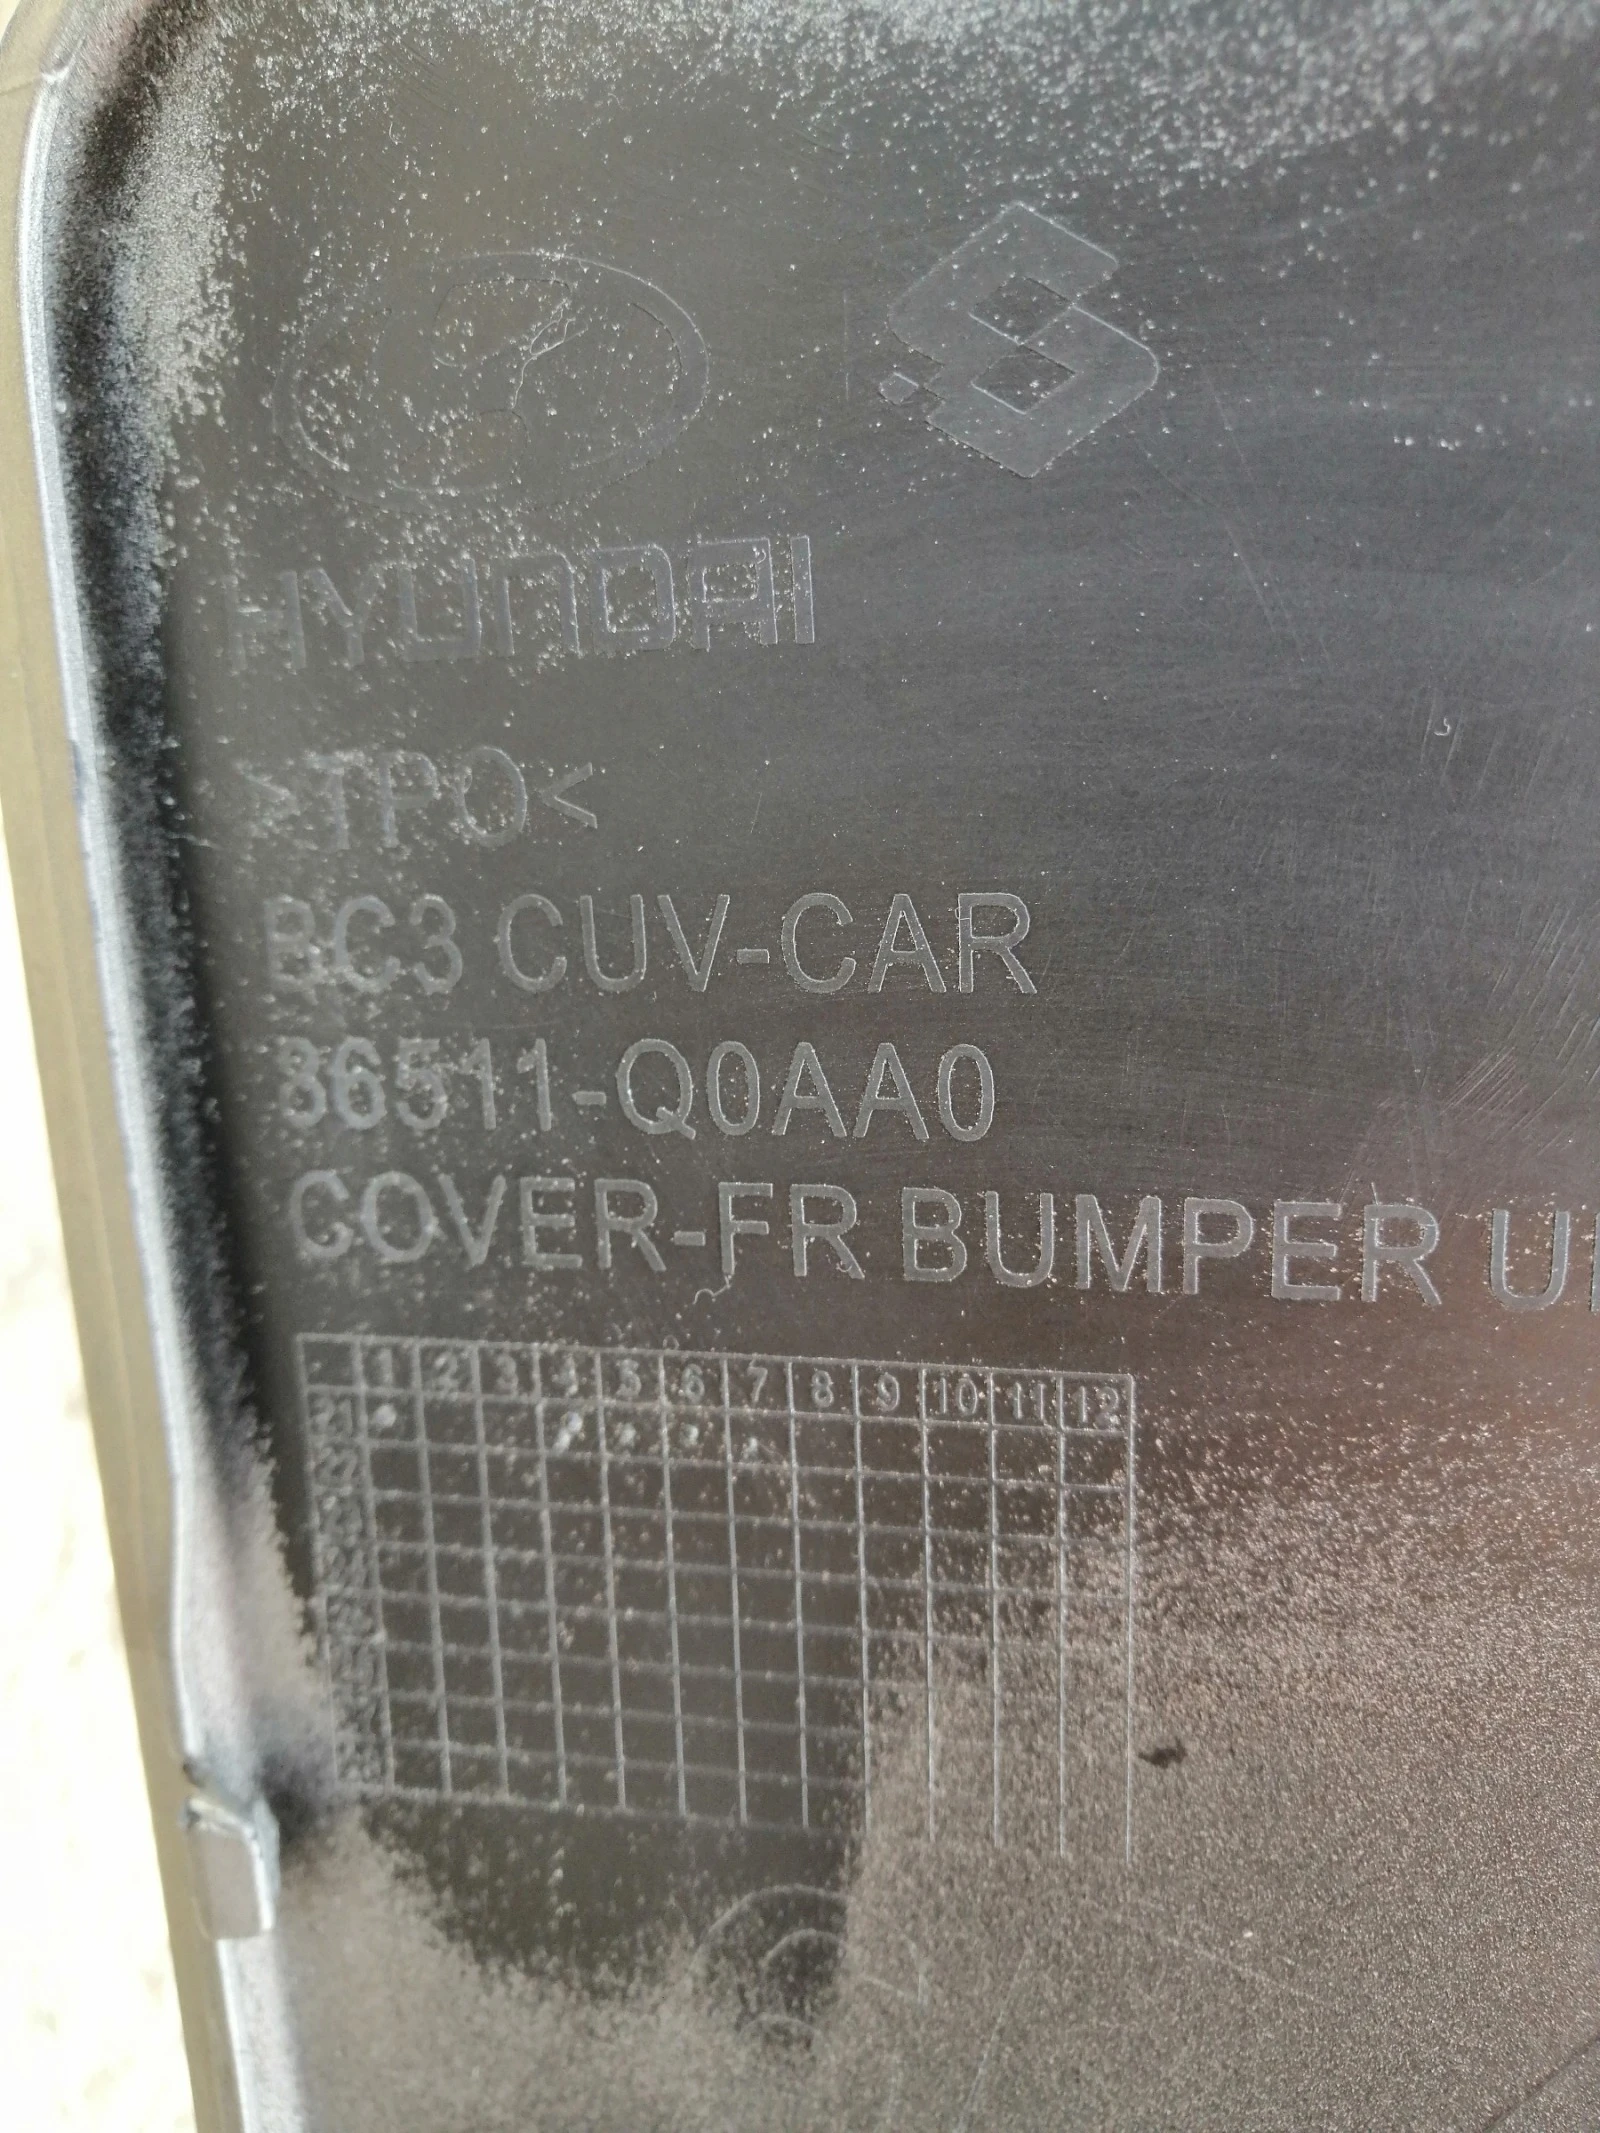 HYUNDAI
>TPO<
BC3 CUV-CAR
86511-Q0AA0
COVER-FR BUMPER
1 2 3 4 5 6 7 8 9 10 11 12
21